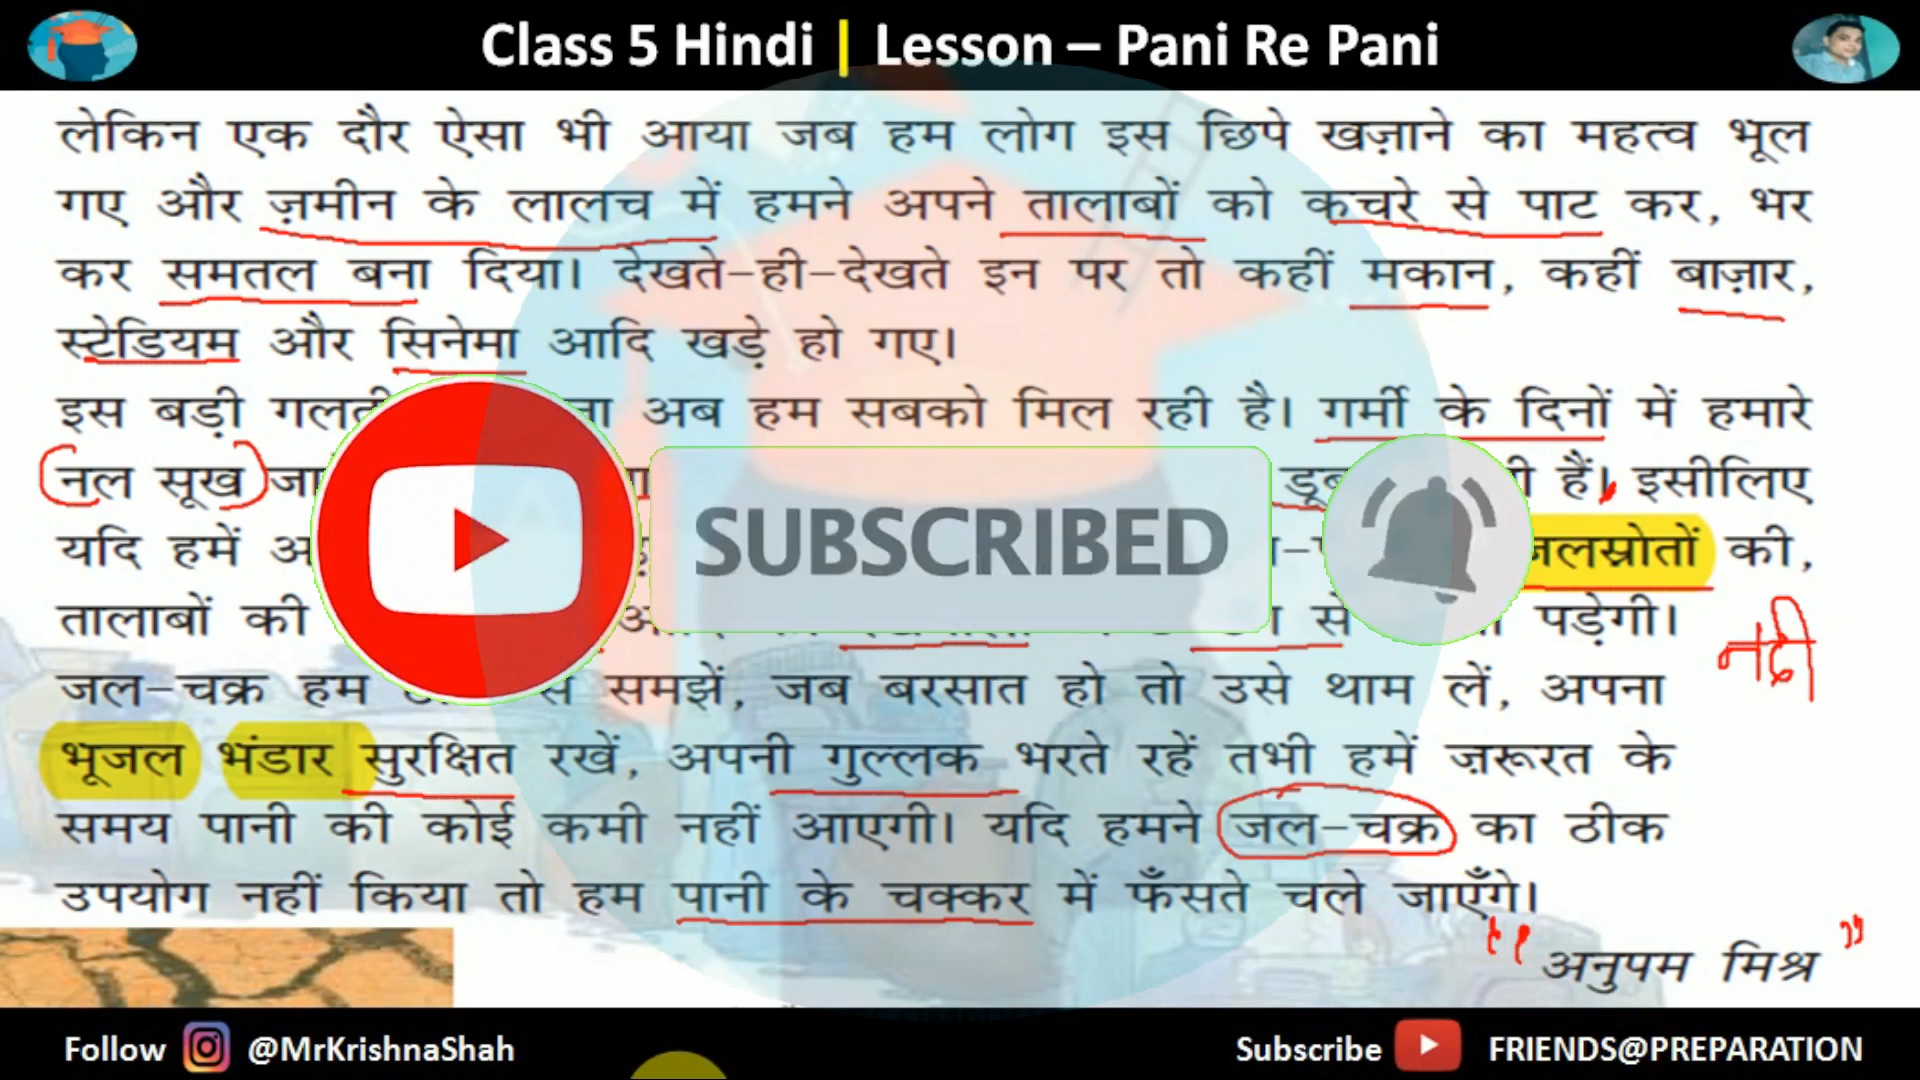 Class 5 Hindi | Lesson – Pani Re Pani
लेकिन एक दौर ऐसा भी आया जब हम लोग इस छिपे खज़ाने का महत्व भूल
गए और ज़मीन के लालच में हमने अपने तालाबों को कचरे से पाट कर, भर
कर समतल बना दिया। देखते-ही-देखते इन पर तो कहीं मकान, कहीं बाज़ार,
स्टेडियम और सिनेमा आदि खड़े हो गए।
इस बड़ी अब हम सबको मिल रही है। गर्मी के दिनों में हमारे
नल सूख हैं। इसीलिए
यदि हमें जलस्रोतों की,
तालाबों की से पड़ेगी।
नदी
जल-चक्र हम से समझें, जब बरसात हो तो उसे थाम लें, अपना
भूजल भंडार सुरक्षित रखें, अपनी गुल्लक भरते रहें तभी हमें ज़रूरत के
समय पानी की कोई कमी नहीं आएगी। यदि हमने जल-चक्र का ठीक
उपयोग नहीं किया तो हम पानी के चक्कर में फँसते चले जाएँगे।
" अनुपम मिश्र "
SUBSCRIBED
Follow @MrKrishnaShah
Subscribe FRIENDS@PREPARATION